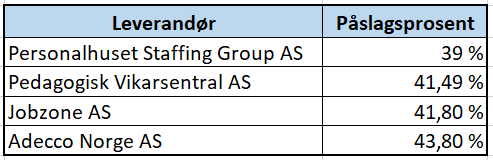 Leverandør Påslagsprosent
Personalhuset Staffing Group AS 39 %
Pedagogisk Vikarsentral AS 41,49 %
Jobzone AS 41,80 %
Adecco Norge AS 43,80 %